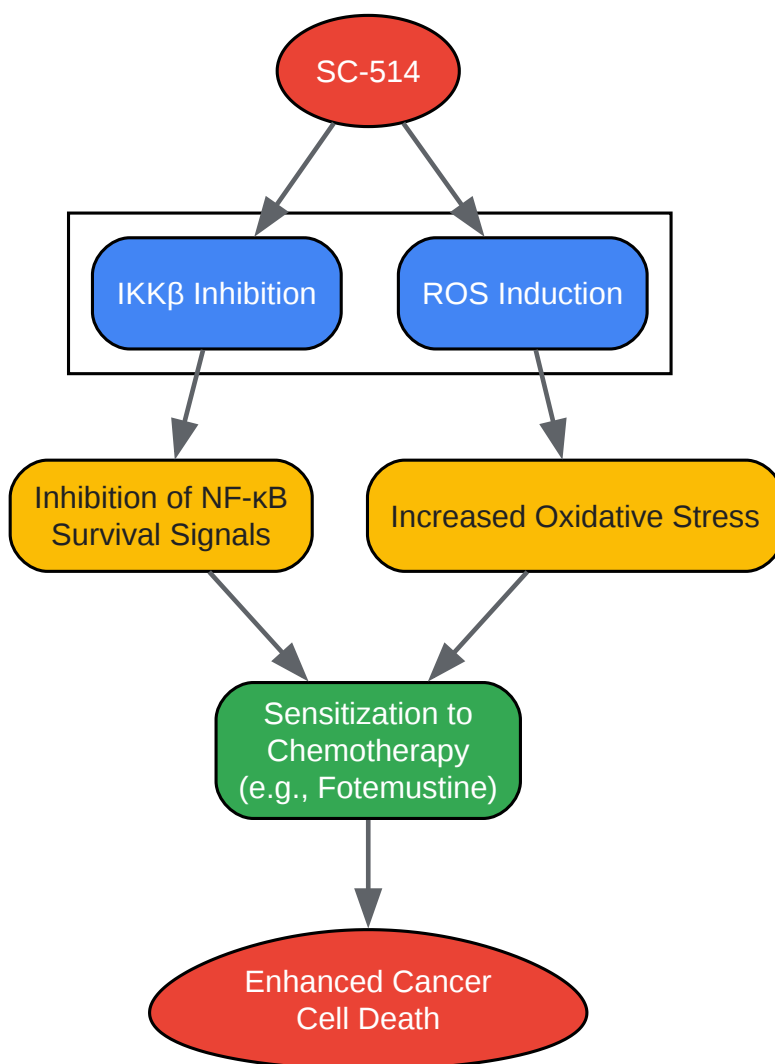 SC-514
IKKβ Inhibition
ROS Induction
Inhibition of NF-κB
Survival Signals
Increased Oxidative Stress
Sensitization to
Chemotherapy
(e.g., Fotemustine)
Enhanced Cancer
Cell Death